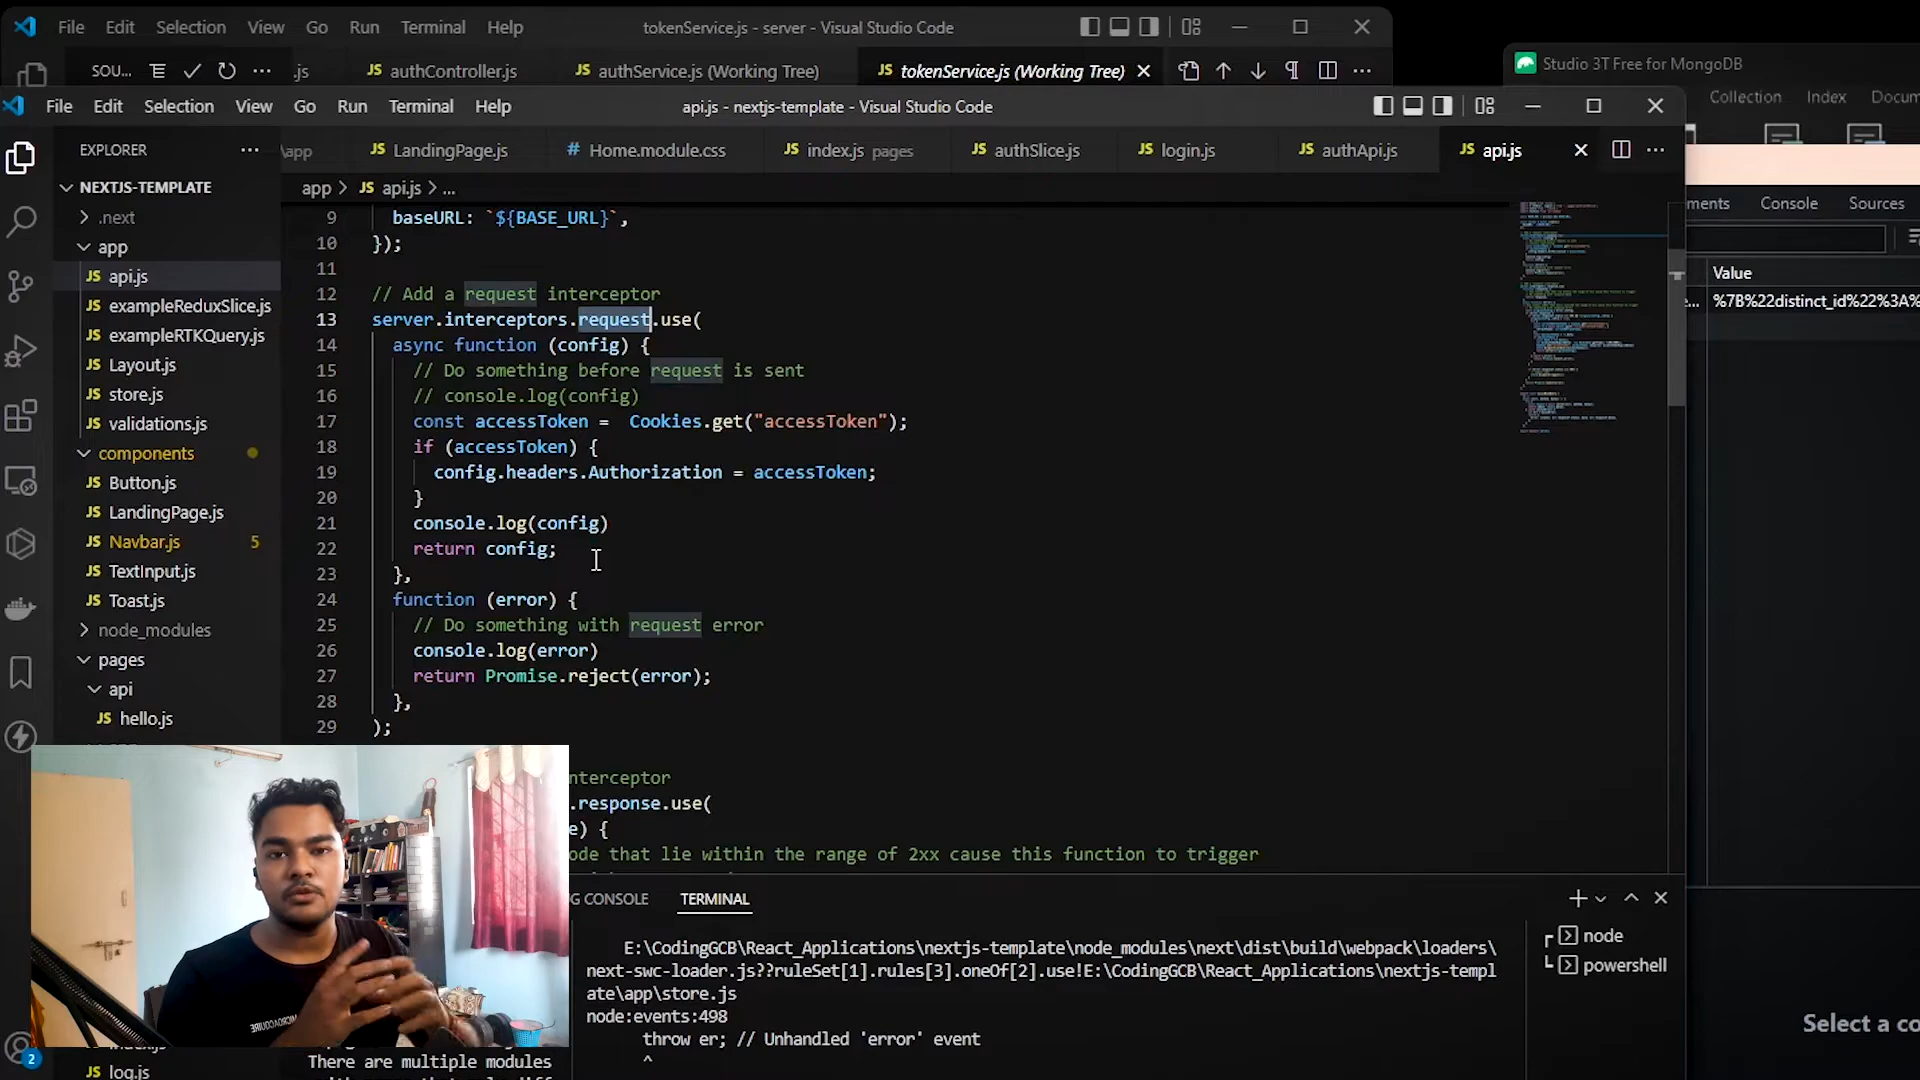 File Edit Selection View Go Run Terminal Help
tokenService.js - server - Visual Studio Code
SOU... .js
JS authController.js
JS authService.js (Working Tree)
JS tokenService.js (Working Tree)
Studio 3T Free for MongoDB
Collection Index Docum
File Edit Selection View Go Run Terminal Help
api.js - nextjs-template - Visual Studio Code
EXPLORER
\app
JS LandingPage.js
# Home.module.css
JS index.js pages
JS authSlice.js
JS login.js
JS authApi.js
JS api.js
NEXTJS-TEMPLATE
.next
app
JS api.js
JS exampleReduxSlice.js
JS exampleRTKQuery.js
JS Layout.js
JS store.js
JS validations.js
components
JS Button.js
JS LandingPage.js
JS Navbar.js 5
JS TextInput.js
JS Toast.js
node_modules
pages
api
JS hello.js
JS log.js
2
app > JS api.js > ...
9 baseURL: `${BASE_URL}`,
10 });
11
12 // Add a request interceptor
13 server.interceptors.request.use(
14 async function (config) {
15 // Do something before request is sent
16 // console.log(config)
17 const accessToken = Cookies.get("accessToken");
18 if (accessToken) {
19 config.headers.Authorization = accessToken;
20 }
21 console.log(config)
22 return config;
23 },
24 function (error) {
25 // Do something with request error
26 console.log(error)
27 return Promise.reject(error);
28 },
29 );
nterceptor
.response.use(
e) {
ode that lie within the range of 2xx cause this function to trigger
G CONSOLE TERMINAL
E:\CodingGCB\React_Applications\nextjs-template\node_modules\next\dist\build\webpack\loaders\
next-swc-loader.js??ruleSet[1].rules[3].oneOf[2].use!E:\CodingGCB\React_Applications\nextjs-templ
ate\app\store.js
node:events:498
throw er; // Unhandled 'error' event
^
There are multiple modules
node
powershell
ments Console Sources
Value
e... %7B%22distinct_id%22%3A%
Select a co